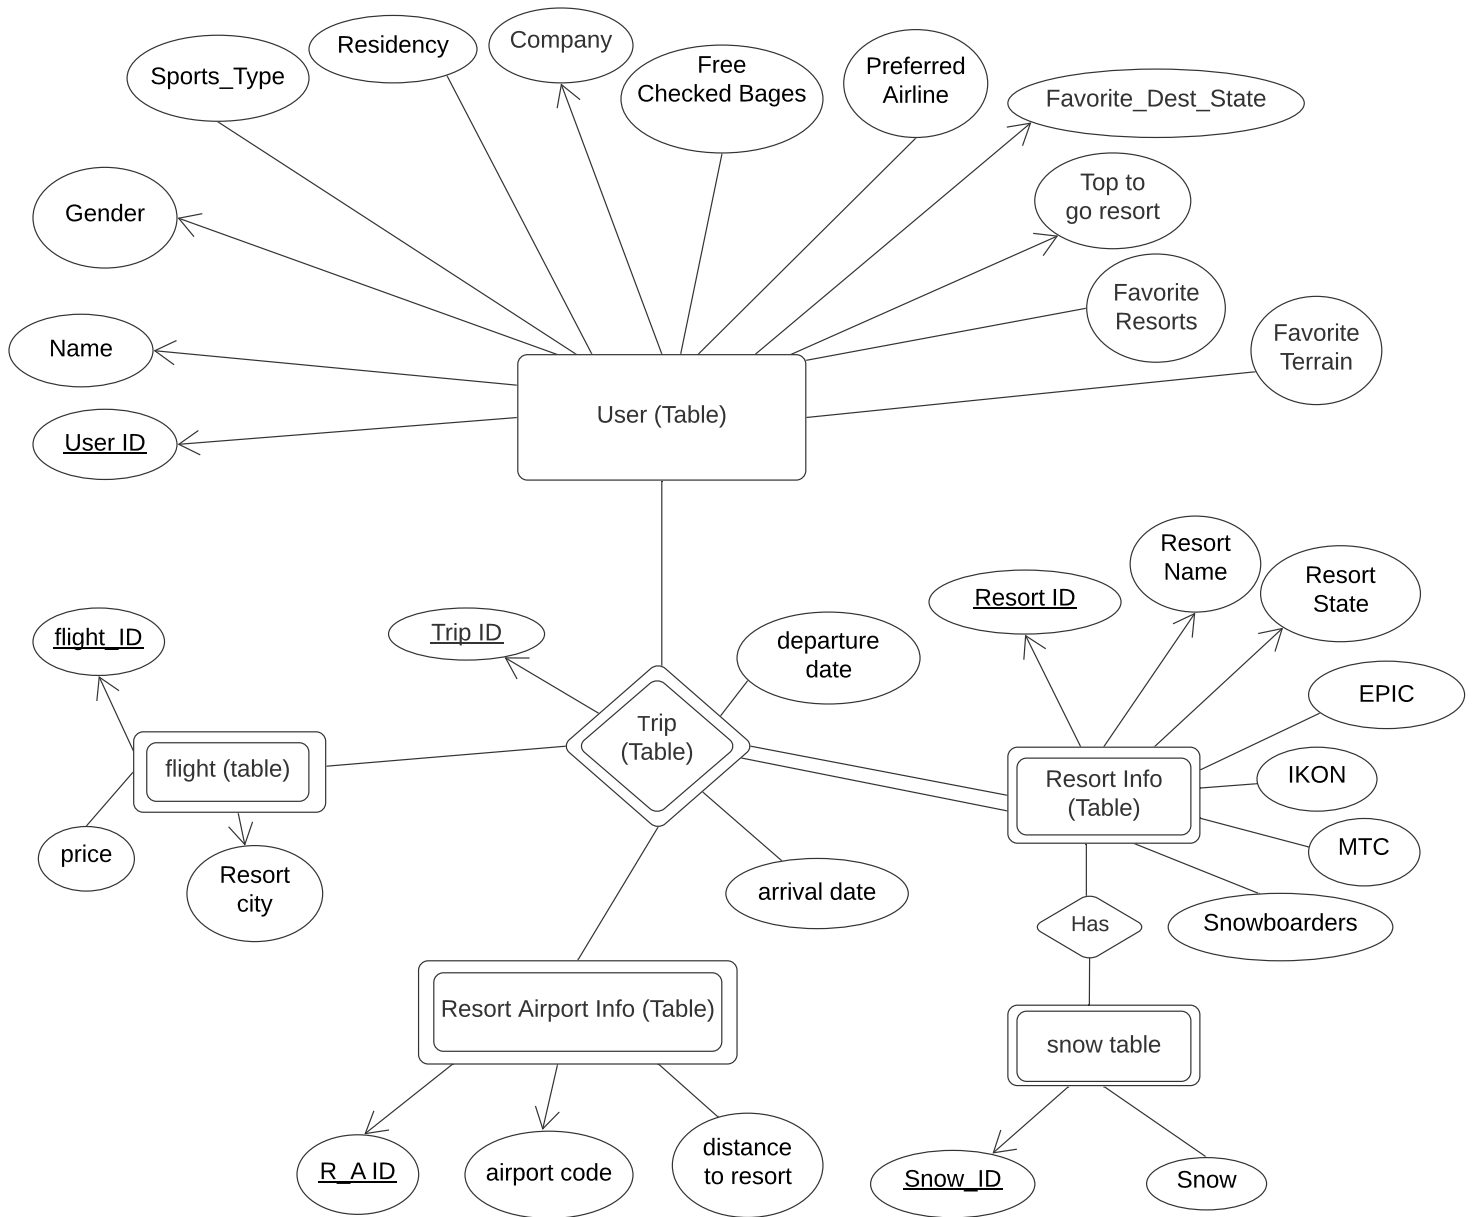 Sports_Type
Residency
Company
Free
Checked Bages
Preferred
Airline
Favorite_Dest_State
Top to
go resort
Gender
Favorite
Resorts
Favorite
Terrain
Name
User (Table)
User ID
Resort
Name
Resort
State
Resort ID
flight_ID
Trip ID
departure
date
EPIC
Trip
(Table)
flight (table)
Resort Info
(Table)
IKON
MTC
price
Resort
city
arrival date
Has
Snowboarders
Resort Airport Info (Table)
snow table
R_A ID
airport code
distance
to resort
Snow_ID
Snow